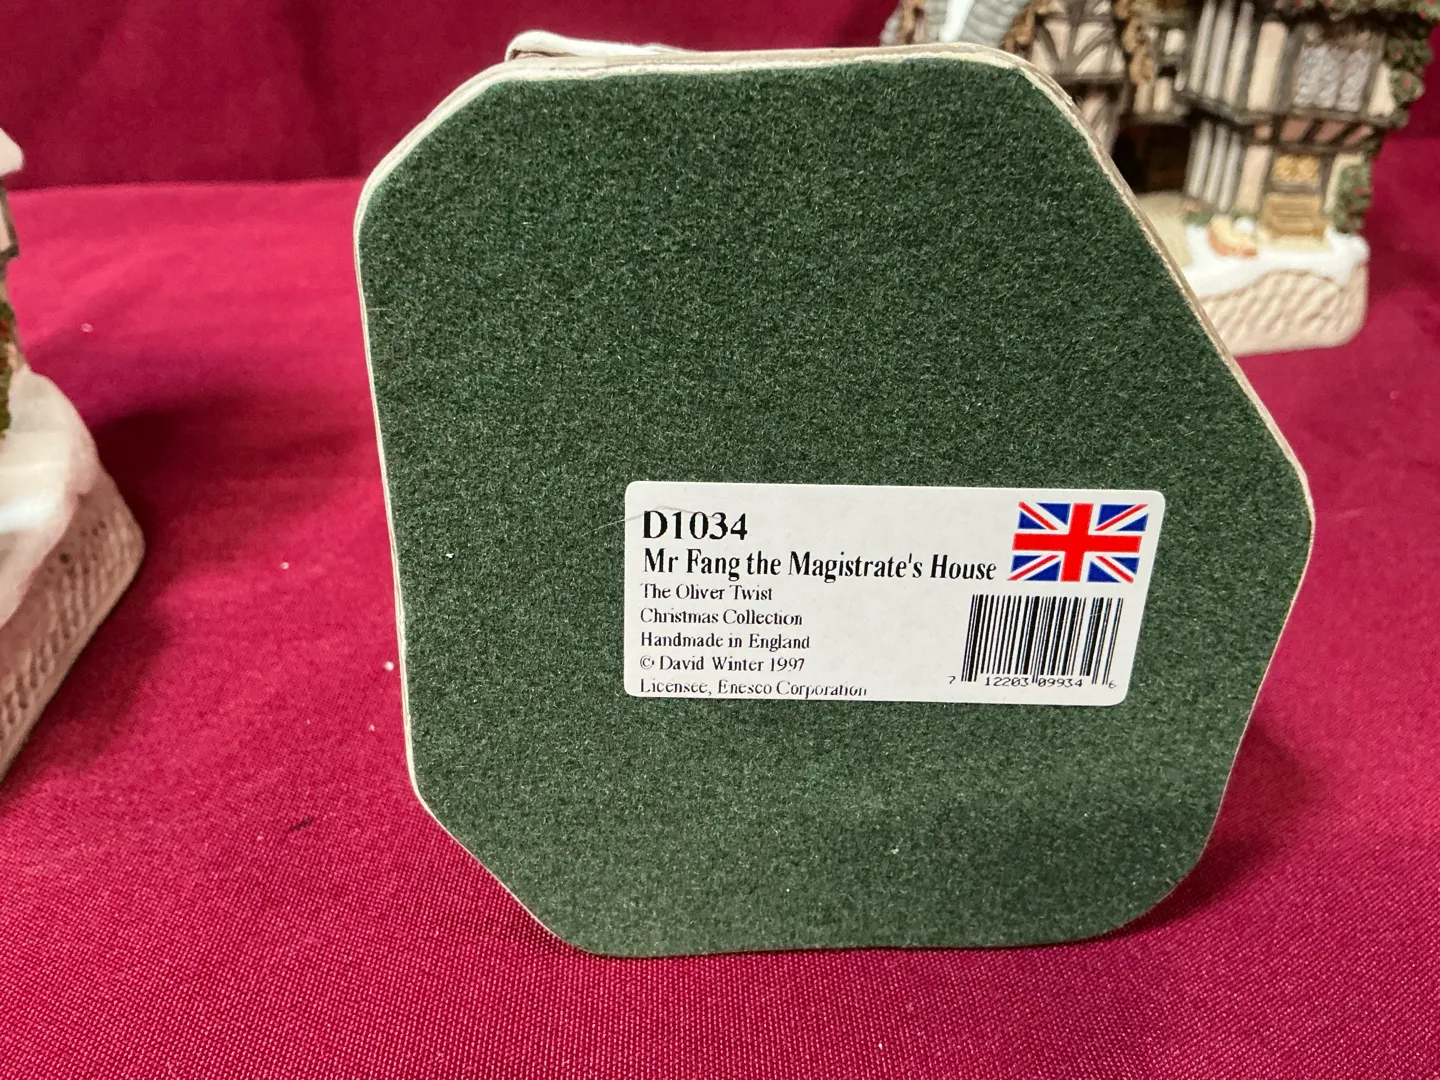 D1034
Mr Fang the Magistrate's House
The Oliver Twist
Christmas Collection
Handmade in England
© David Winter 1997
Licensee, Enesco Corporation
7 12203 09934 6